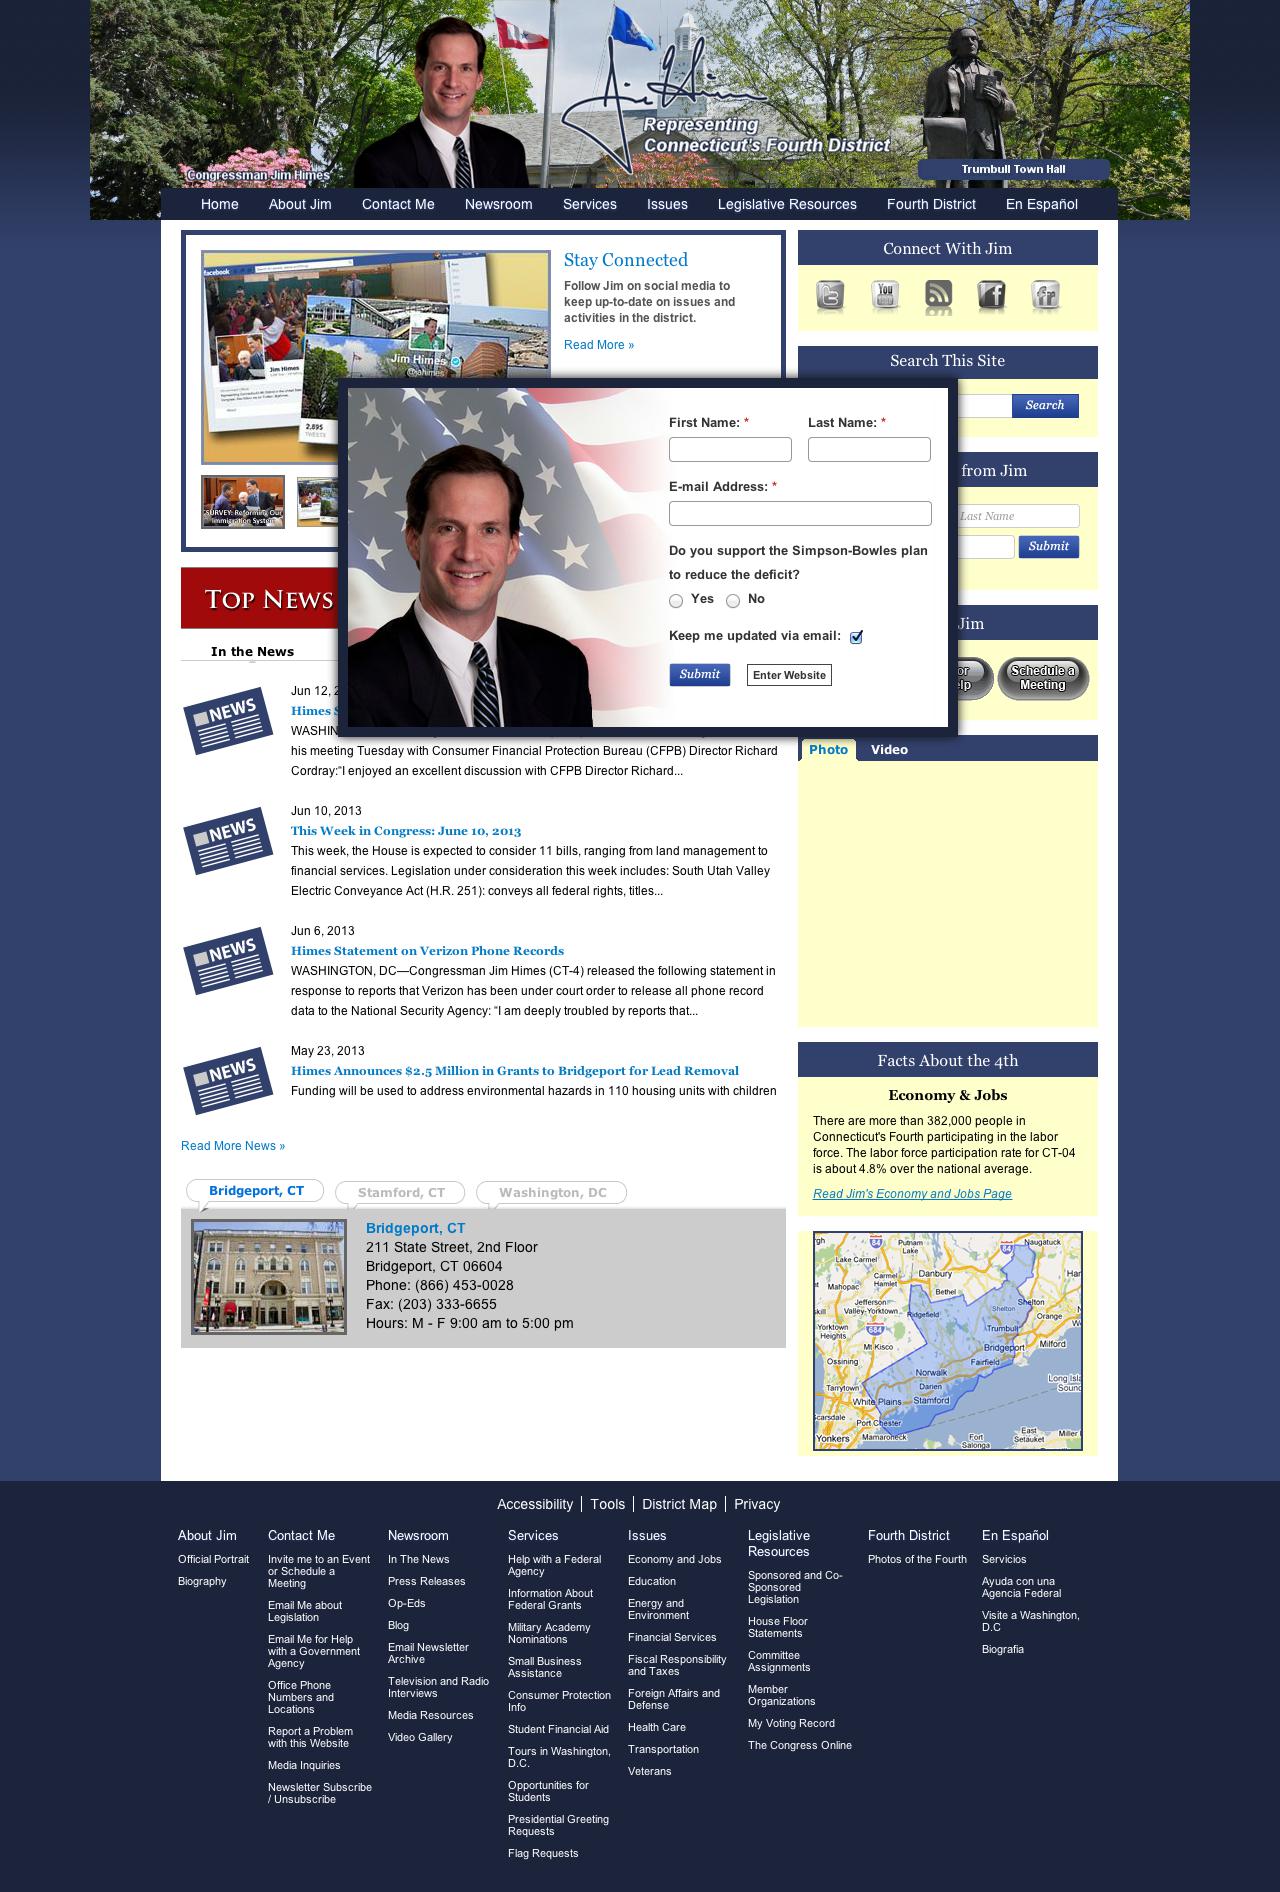 Jim Himes
Representing
Connecticut's Fourth District
Congressman Jim Himes
Trumbull Town Hall
Home
About Jim
Contact Me
Newsroom
Services
Issues
Legislative Resources
Fourth District
En Español
facebook
Jim Himes
Jim Himes
@jahimes
2,895
TWEETS
Stay Connected
Follow Jim on social media to
keep up-to-date on issues and
activities in the district.
Read More »
SURVEY: Reforming Our
Immigration System
Connect With Jim
You
Search This Site
Search
from Jim
Last Name
Submit
Jim
Schedule a
Meeting
First Name: *
Last Name: *
E-mail Address: *
Do you support the Simpson-Bowles plan
to reduce the deficit?
Yes
No
Keep me updated via email:
Submit
Enter Website
Top News
In the News
NEWS
Jun 12, 2
Himes S
WASHIN
his meeting Tuesday with Consumer Financial Protection Bureau (CFPB) Director Richard
Cordray:“I enjoyed an excellent discussion with CFPB Director Richard...
NEWS
Jun 10, 2013
This Week in Congress: June 10, 2013
This week, the House is expected to consider 11 bills, ranging from land management to
financial services. Legislation under consideration this week includes: South Utah Valley
Electric Conveyance Act (H.R. 251): conveys all federal rights, titles...
NEWS
Jun 6, 2013
Himes Statement on Verizon Phone Records
WASHINGTON, DC—Congressman Jim Himes (CT-4) released the following statement in
response to reports that Verizon has been under court order to release all phone record
data to the National Security Agency: “I am deeply troubled by reports that...
NEWS
May 23, 2013
Himes Announces $2.5 Million in Grants to Bridgeport for Lead Removal
Funding will be used to address environmental hazards in 110 housing units with children
Read More News »
Bridgeport, CT
Stamford, CT
Washington, DC
Bridgeport, CT
211 State Street, 2nd Floor
Bridgeport, CT 06604
Phone: (866) 453-0028
Fax: (203) 333-6655
Hours: M - F 9:00 am to 5:00 pm
Photo
Video
Facts About the 4th
Economy & Jobs
There are more than 382,000 people in
Connecticut's Fourth participating in the labor
force. The labor force participation rate for CT-04
is about 4.8% over the national average.
Read Jim's Economy and Jobs Page
84
Putnam
Lake
84
Naugatuck
Lake Carmel
Carmel
Hamlet
Danbury
Mahopac
Bethel
Jefferson
Valley-Yorktown
Ridgefield
Shelton
Shelton
Yorktown
Heights
684
Trumbull
Orange
Mt Kisco
Bridgeport
Milford
Ossining
Fairfield
Norwalk
Tarrytown
Darien
White Plains
Stamford
Scarsdale
Port Chester
Yonkers
Mamaroneck
Fort
Salonga
East
Setauket
Accessibility
Tools
District Map
Privacy
About Jim
Official Portrait
Biography
Contact Me
Invite me to an Event
or Schedule a
Meeting
Email Me about
Legislation
Email Me for Help
with a Government
Agency
Office Phone
Numbers and
Locations
Report a Problem
with this Website
Media Inquiries
Newsletter Subscribe
/ Unsubscribe
Newsroom
In The News
Press Releases
Op-Eds
Blog
Email Newsletter
Archive
Television and Radio
Interviews
Media Resources
Video Gallery
Services
Help with a Federal
Agency
Information About
Federal Grants
Military Academy
Nominations
Small Business
Assistance
Consumer Protection
Info
Student Financial Aid
Tours in Washington,
D.C.
Opportunities for
Students
Presidential Greeting
Requests
Flag Requests
Issues
Economy and Jobs
Education
Energy and
Environment
Financial Services
Fiscal Responsibility
and Taxes
Foreign Affairs and
Defense
Health Care
Transportation
Veterans
Legislative
Resources
Sponsored and Co-
Sponsored
Legislation
House Floor
Statements
Committee
Assignments
Member
Organizations
My Voting Record
The Congress Online
Fourth District
Photos of the Fourth
En Español
Servicios
Ayuda con una
Agencia Federal
Visite a Washington,
D.C
Biografia